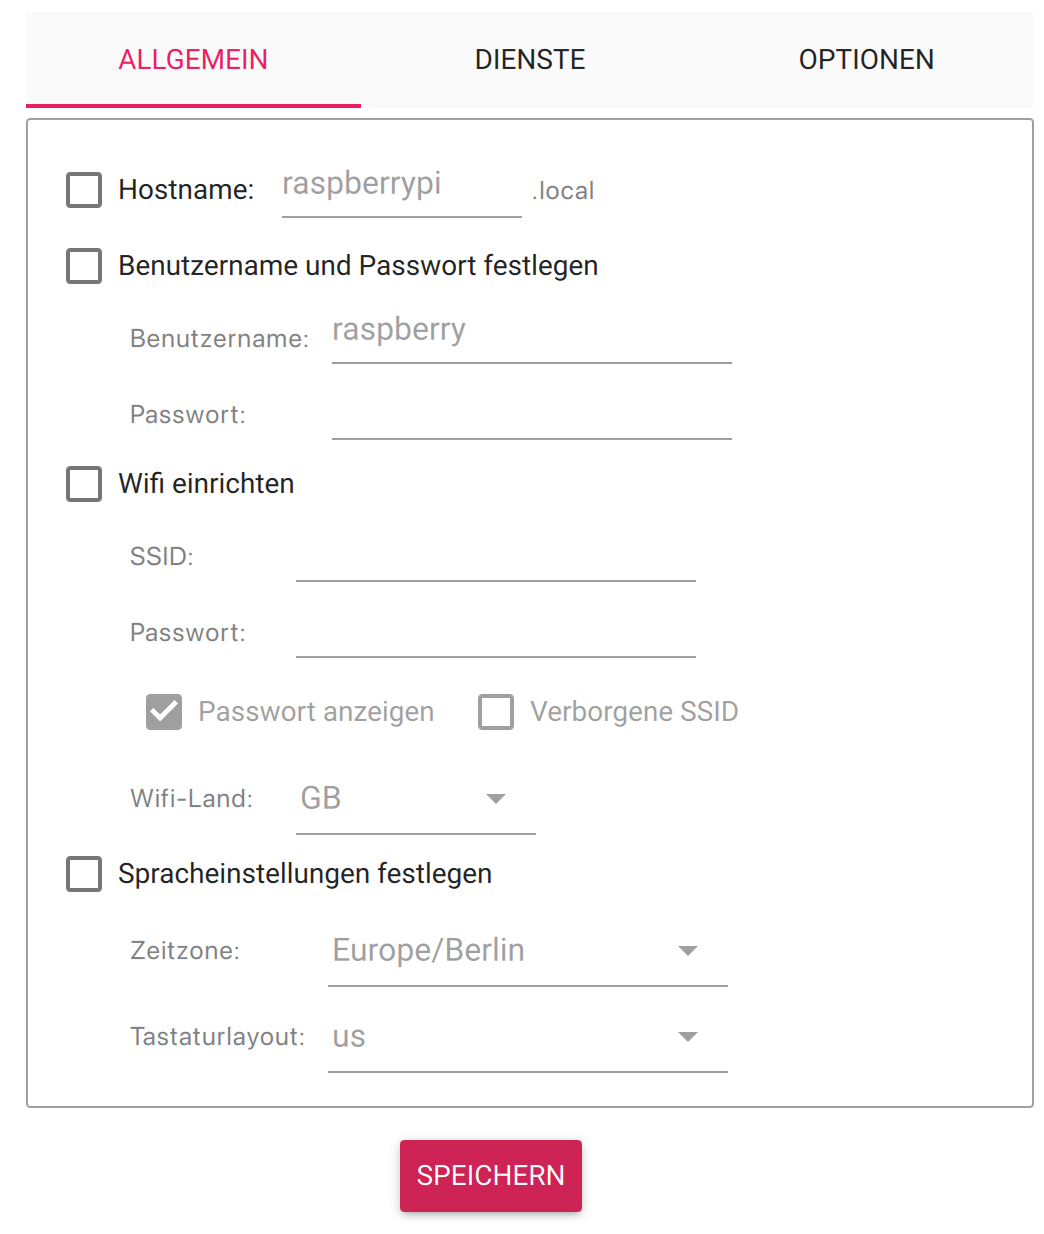 ALLGEMEIN DIENSTE OPTIONEN
Hostname: raspberrypi .local
Benutzername und Passwort festlegen
Benutzername: raspberry
Passwort:
Wifi einrichten
SSID:
Passwort:
Passwort anzeigen Verborgene SSID
Wifi-Land: GB
Spracheinstellungen festlegen
Zeitzone: Europe/Berlin
Tastaturlayout: us
SPEICHERN